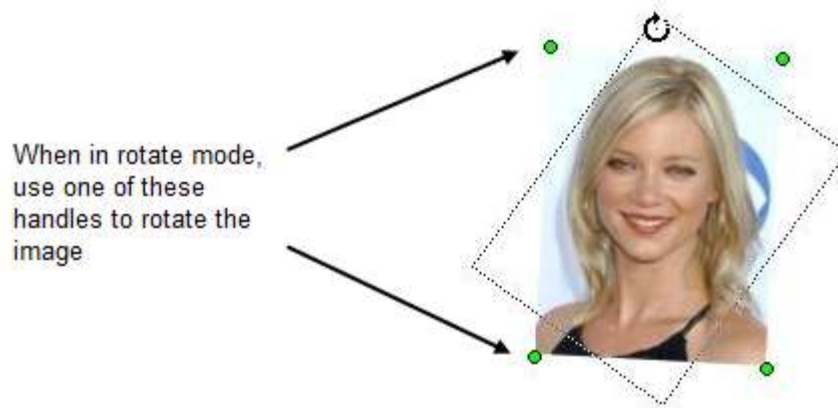 When in rotate mode,
use one of these
handles to rotate the
image